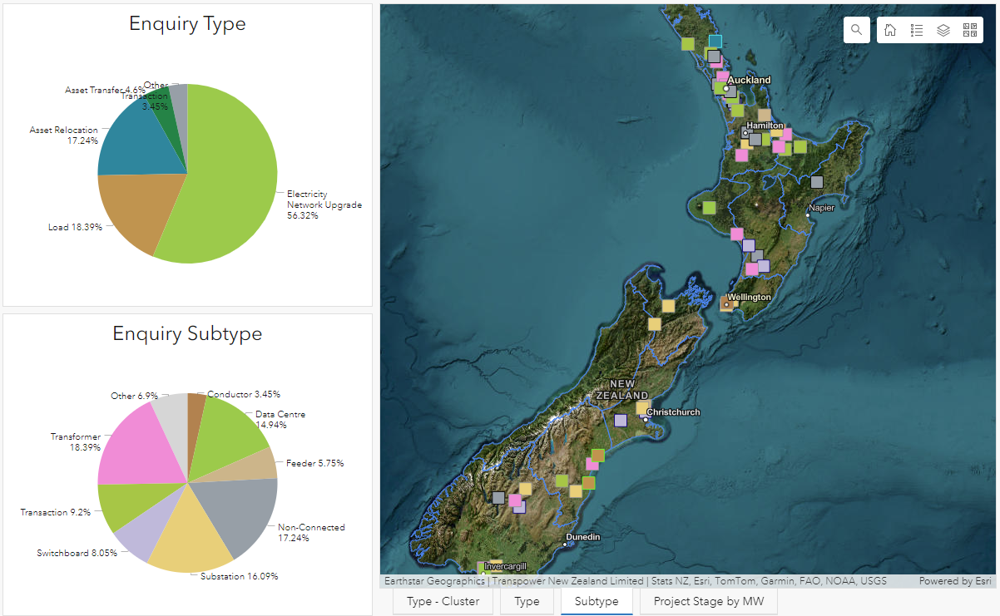 Enquiry Type
Other
Asset Transfer 4.6%
Transaction
3.45%
Asset Relocation
17.24%
Electricity
Network Upgrade
56.32%
Load 18.39%
Enquiry Subtype
Other 6.9%
Conductor 3.45%
Data Centre
14.94%
Transformer
18.39%
Feeder 5.75%
Transaction 9.2%
Non-Connected
17.24%
Switchboard 8.05%
Substation 16.09%
Auckland
Hamilton
Napier
Wellington
NEW
ZEALAND
Christchurch
Dunedin
Invercargill
Earthstar Geographics | Transpower New Zealand Limited | Stats NZ, Esri, TomTom, Garmin, FAO, NOAA, USGS
Powered by Esri
Type - Cluster
Type
Subtype
Project Stage by MW